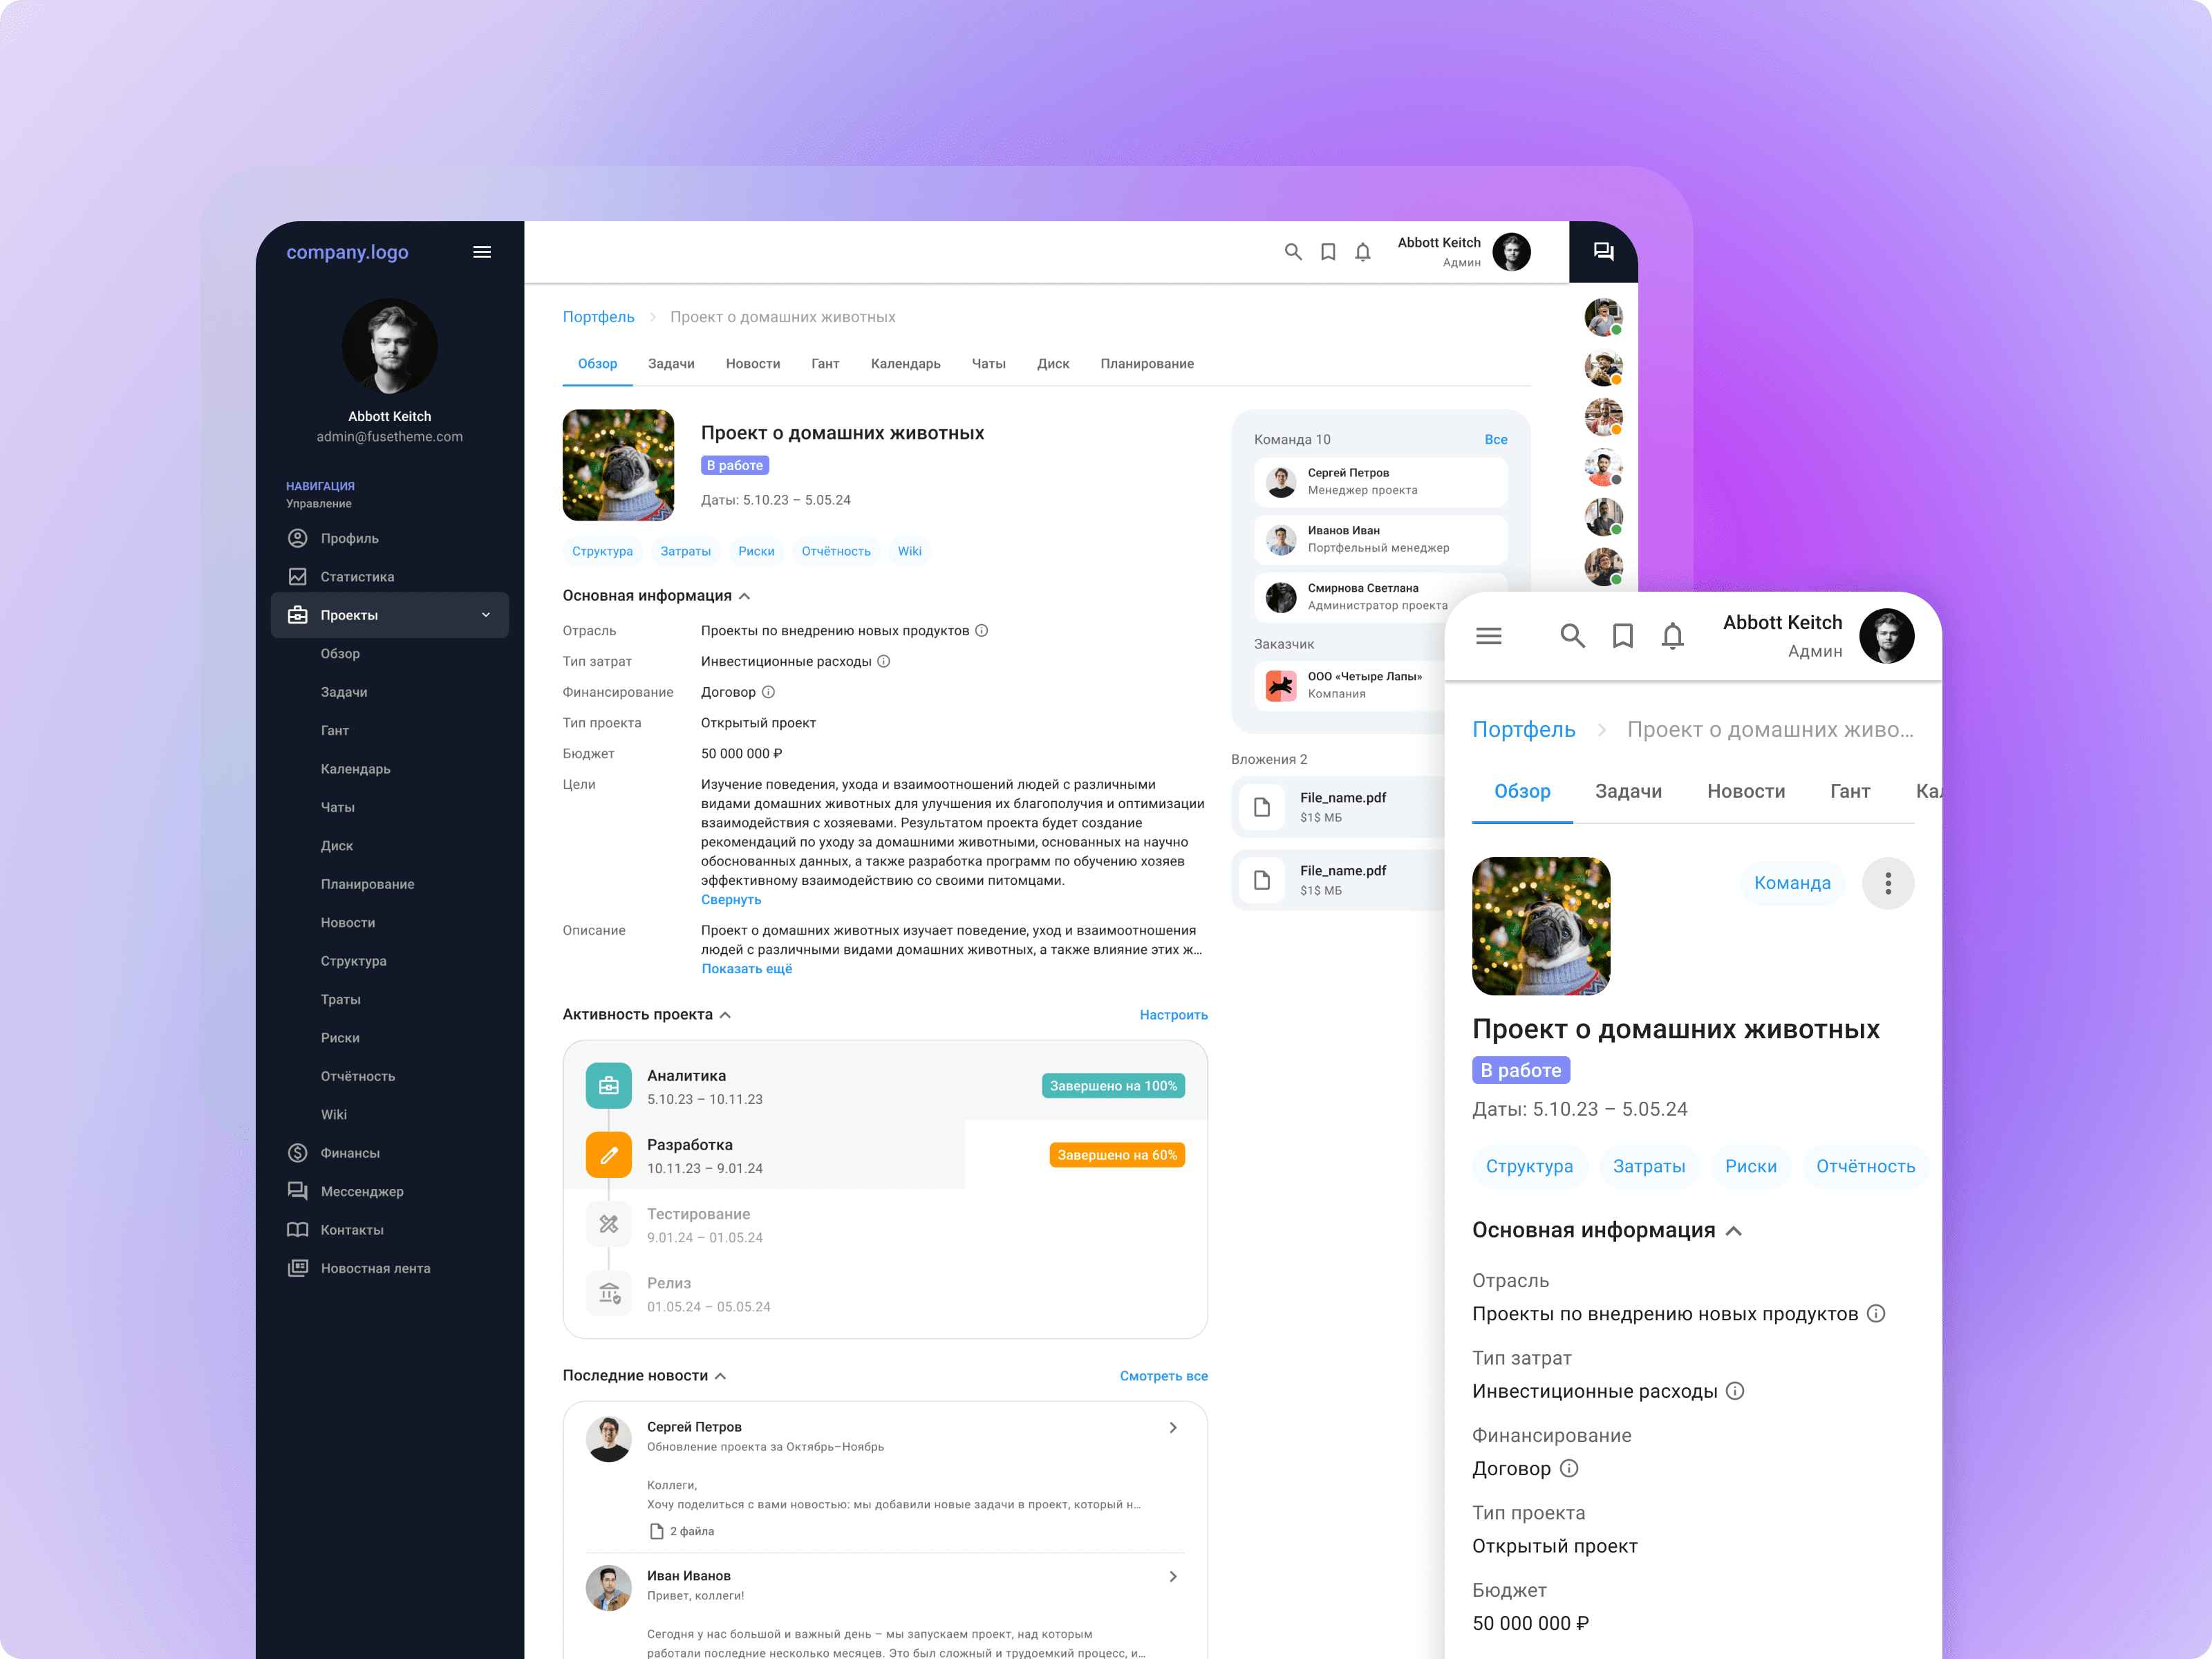 company.logo
Abbott Keitch
admin@fusetheme.com
НАВИГАЦИЯ
Управление
Профиль
Статистика
Проекты
Обзор
Задачи
Гант
Календарь
Чаты
Диск
Планирование
Новости
Структура
Траты
Риски
Отчётность
Wiki
Финансы
Мессенджер
Контакты
Новостная лента
Abbott Keitch
Админ
Портфель
Проект о домашних животных
Обзор Задачи Новости Гант Календарь Чаты Диск Планирование
Проект о домашних животных
В работе
Даты: 5.10.23 – 5.05.24
Структура Затраты Риски Отчётность Wiki
Основная информация
Отрасль Проекты по внедрению новых продуктов
Тип затрат Инвестиционные расходы
Финансирование Договор
Тип проекта Открытый проект
Бюджет 50 000 000 ₽
Цели Изучение поведения, ухода и взаимоотношений людей с различными
видами домашних животных для улучшения их благополучия и оптимизации
взаимодействия с хозяевами. Результатом проекта будет создание
рекомендаций по уходу за домашними животными, основанных на научно
обоснованных данных, а также разработка программ по обучению хозяев
эффективному взаимодействию со своими питомцами.
Свернуть
Описание Проект о домашних животных изучает поведение, уход и взаимоотношения
людей с различными видами домашних животных, а также влияние этих ж...
Показать ещё
Активность проекта Настроить
Аналитика
5.10.23 – 10.11.23
Завершено на 100%
Разработка
10.11.23 – 9.01.24
Завершено на 60%
Тестирование
9.01.24 – 01.05.24
Релиз
01.05.24 – 05.05.24
Последние новости Смотреть все
Сергей Петров
Обновление проекта за Октябрь–Ноябрь
Коллеги,
Хочу поделиться с вами новостью: мы добавили новые задачи в проект, который н...
2 файла
Иван Иванов
Привет, коллеги!
Сегодня у нас большой и важный день – мы запускаем проект, над которым
работали последние несколько месяцев. Это был сложный и трудоемкий процесс, и...
Команда 10 Все
Сергей Петров
Менеджер проекта
Иванов Иван
Портфельный менеджер
Смирнова Светлана
Администратор проекта
Заказчик
ООО «Четыре Лапы»
Компания
Вложения 2
File_name.pdf
$1$ МБ
File_name.pdf
$1$ МБ
Abbott Keitch
Админ
Портфель
Проект о домашних живо...
Обзор Задачи Новости Гант Кал
Команда
Проект о домашних животных
В работе
Даты: 5.10.23 – 5.05.24
Структура Затраты Риски Отчётность
Основная информация
Отрасль
Проекты по внедрению новых продуктов
Тип затрат
Инвестиционные расходы
Финансирование
Договор
Тип проекта
Открытый проект
Бюджет
50 000 000 ₽